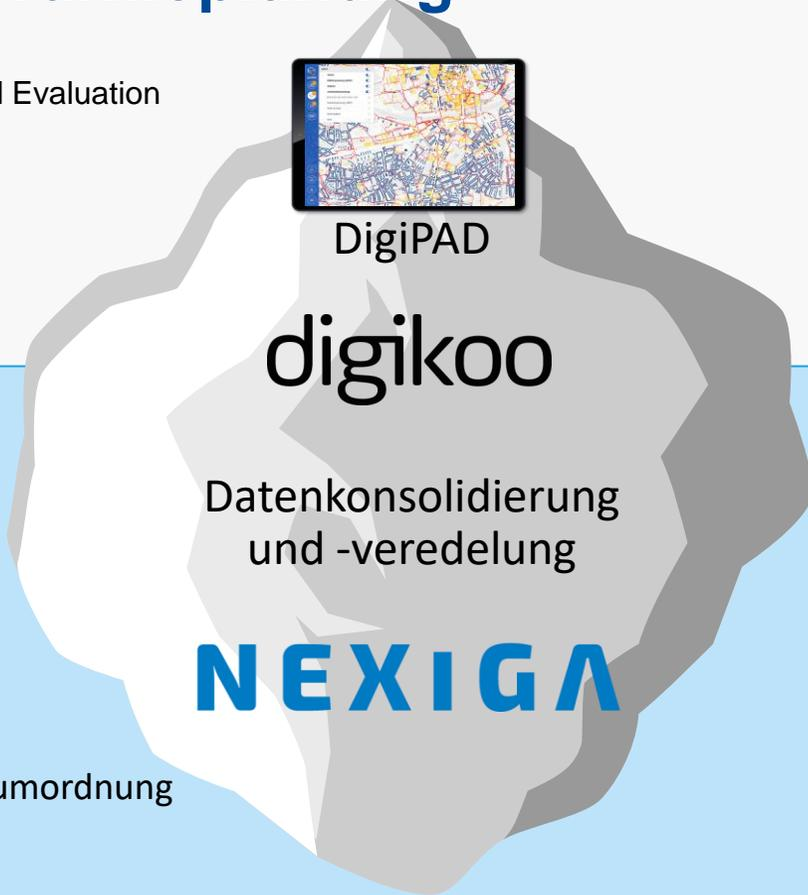 Evaluation
DigiPAD
digikoo
Datenkonsolidierung
und -veredelung
NEXIGA
umordnung